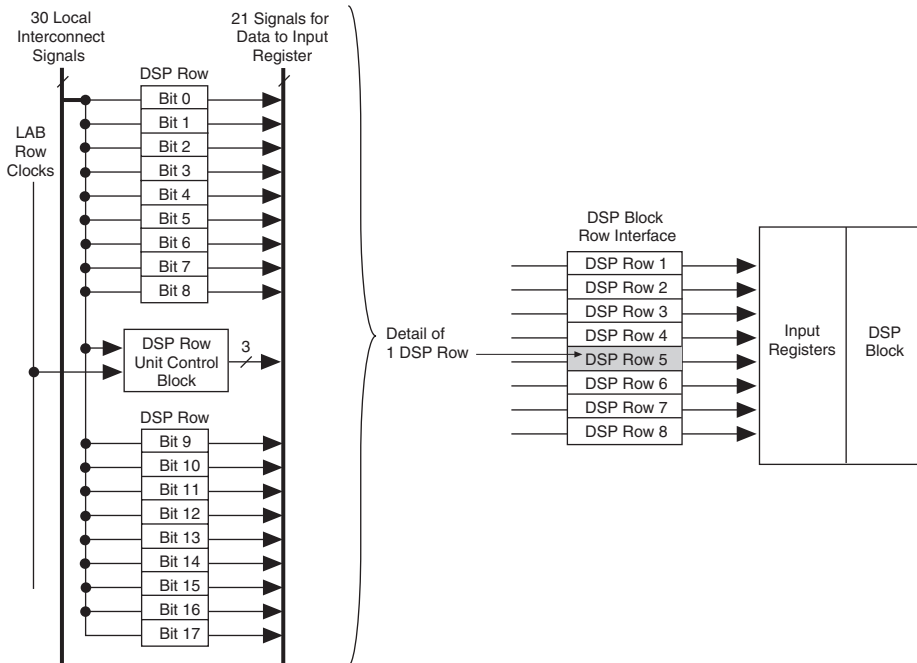 30 Local
Interconnect
Signals
21 Signals for
Data to Input
Register
DSP Row
Bit 0
Bit 1
Bit 2
Bit 3
Bit 4
Bit 5
Bit 6
Bit 7
Bit 8
LAB
Row
Clocks
DSP Row
Unit Control
Block
3
DSP Row
Bit 9
Bit 10
Bit 11
Bit 12
Bit 13
Bit 14
Bit 15
Bit 16
Bit 17
Detail of
1 DSP Row
DSP Block
Row Interface
DSP Row 1
DSP Row 2
DSP Row 3
DSP Row 4
DSP Row 5
DSP Row 6
DSP Row 7
DSP Row 8
Input
Registers
DSP
Block